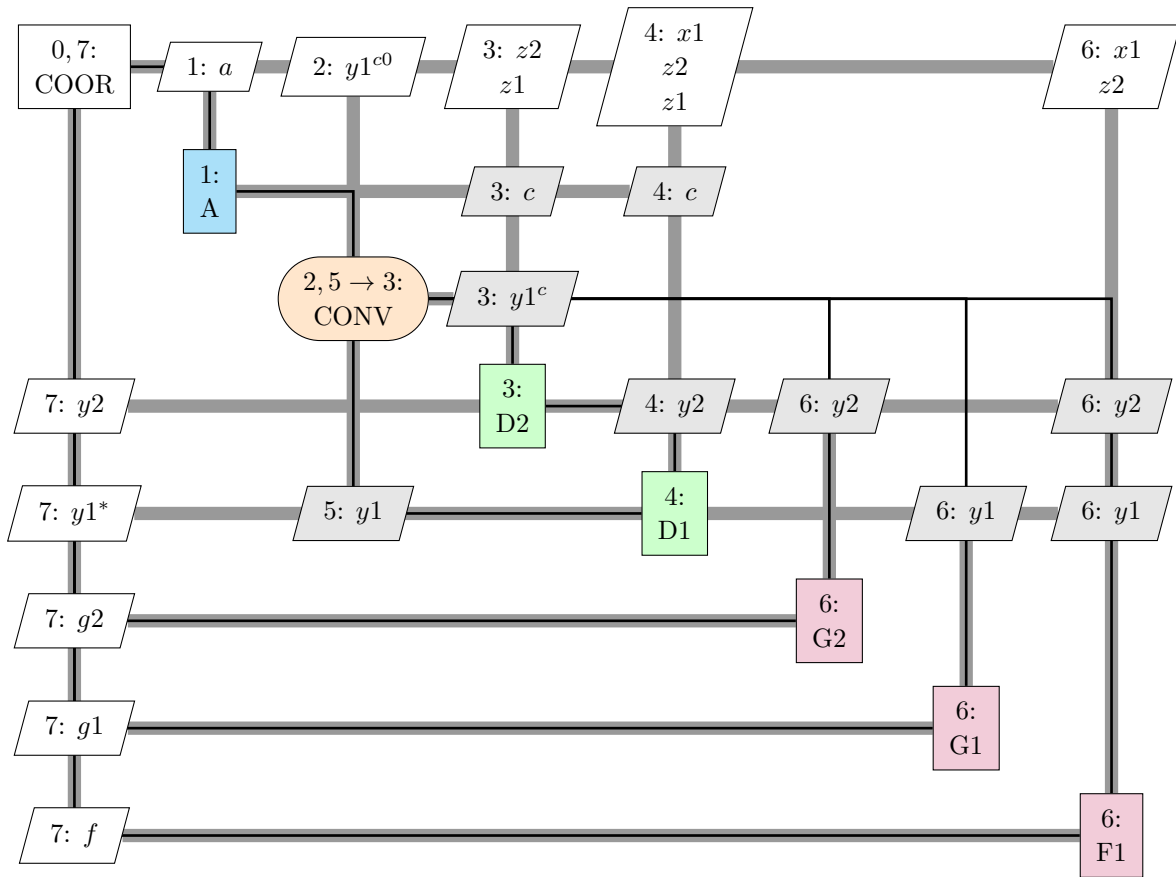 0, 7:
COOR
1: a
2: y1^{c0}
3: z2
z1
4: x1
z2
z1
6: x1
z2
1:
A
3: c
4: c
2, 5 → 3:
CONV
3: y1^c
7: y2
3:
D2
4: y2
6: y2
6: y2
7: y1*
5: y1
4:
D1
6: y1
6: y1
7: g2
6:
G2
7: g1
6:
G1
7: f
6:
F1